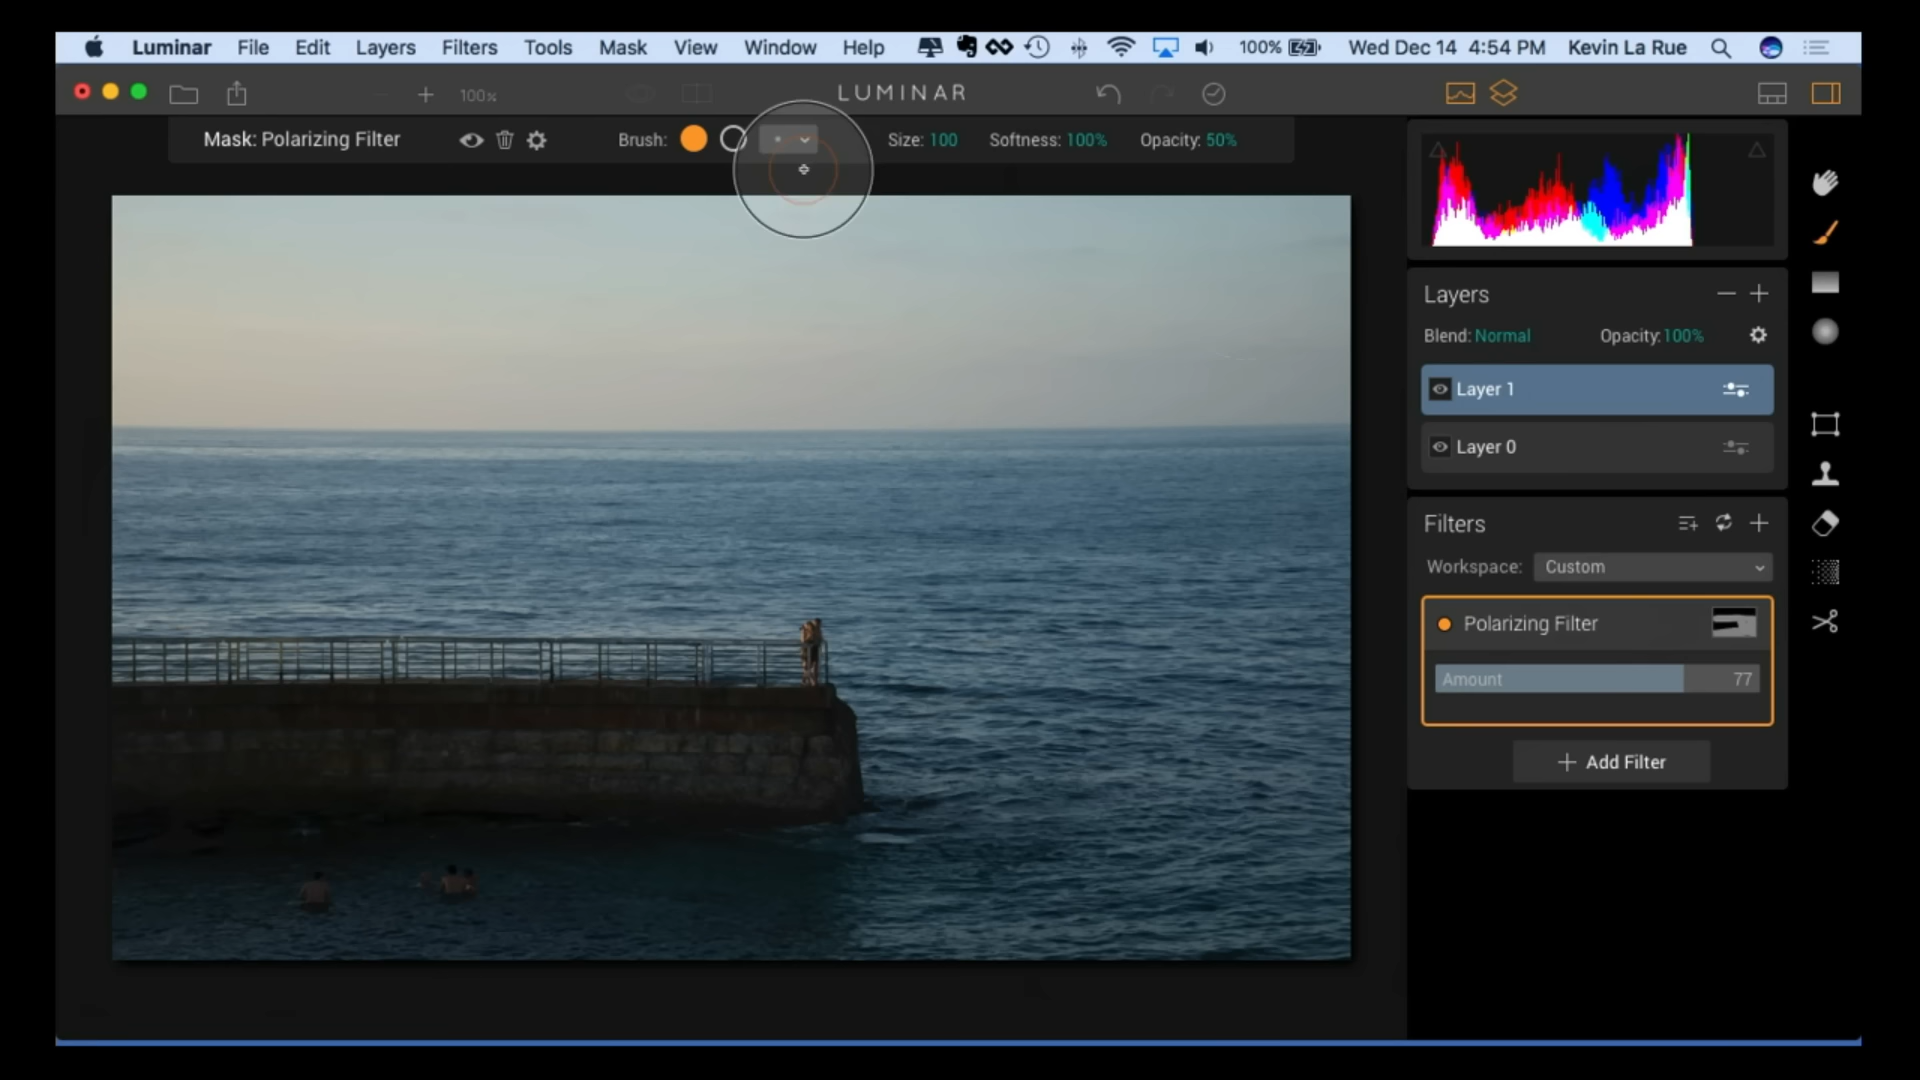 Luminar File Edit Layers Filters Tools Mask View Window Help 100% Wed Dec 14 4:54 PM Kevin La Rue
100% LUMINAR
Mask: Polarizing Filter Brush: Size: 100 Softness: 100% Opacity: 50%
Layers
Blend: Normal Opacity: 100%
Layer 1
Layer 0
Filters
Workspace: Custom
Polarizing Filter
Amount 77
Add Filter